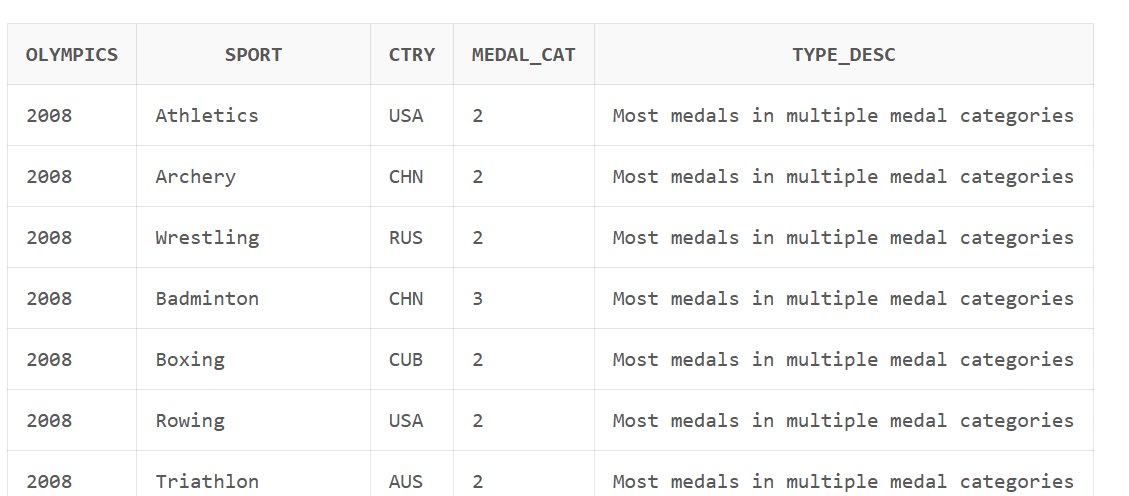 OLYMPICS SPORT CTRY MEDAL_CAT TYPE_DESC
2008 Athletics USA 2 Most medals in multiple medal categories
2008 Archery CHN 2 Most medals in multiple medal categories
2008 Wrestling RUS 2 Most medals in multiple medal categories
2008 Badminton CHN 3 Most medals in multiple medal categories
2008 Boxing CUB 2 Most medals in multiple medal categories
2008 Rowing USA 2 Most medals in multiple medal categories
2008 Triathlon AUS 2 Most medals in multiple medal categories